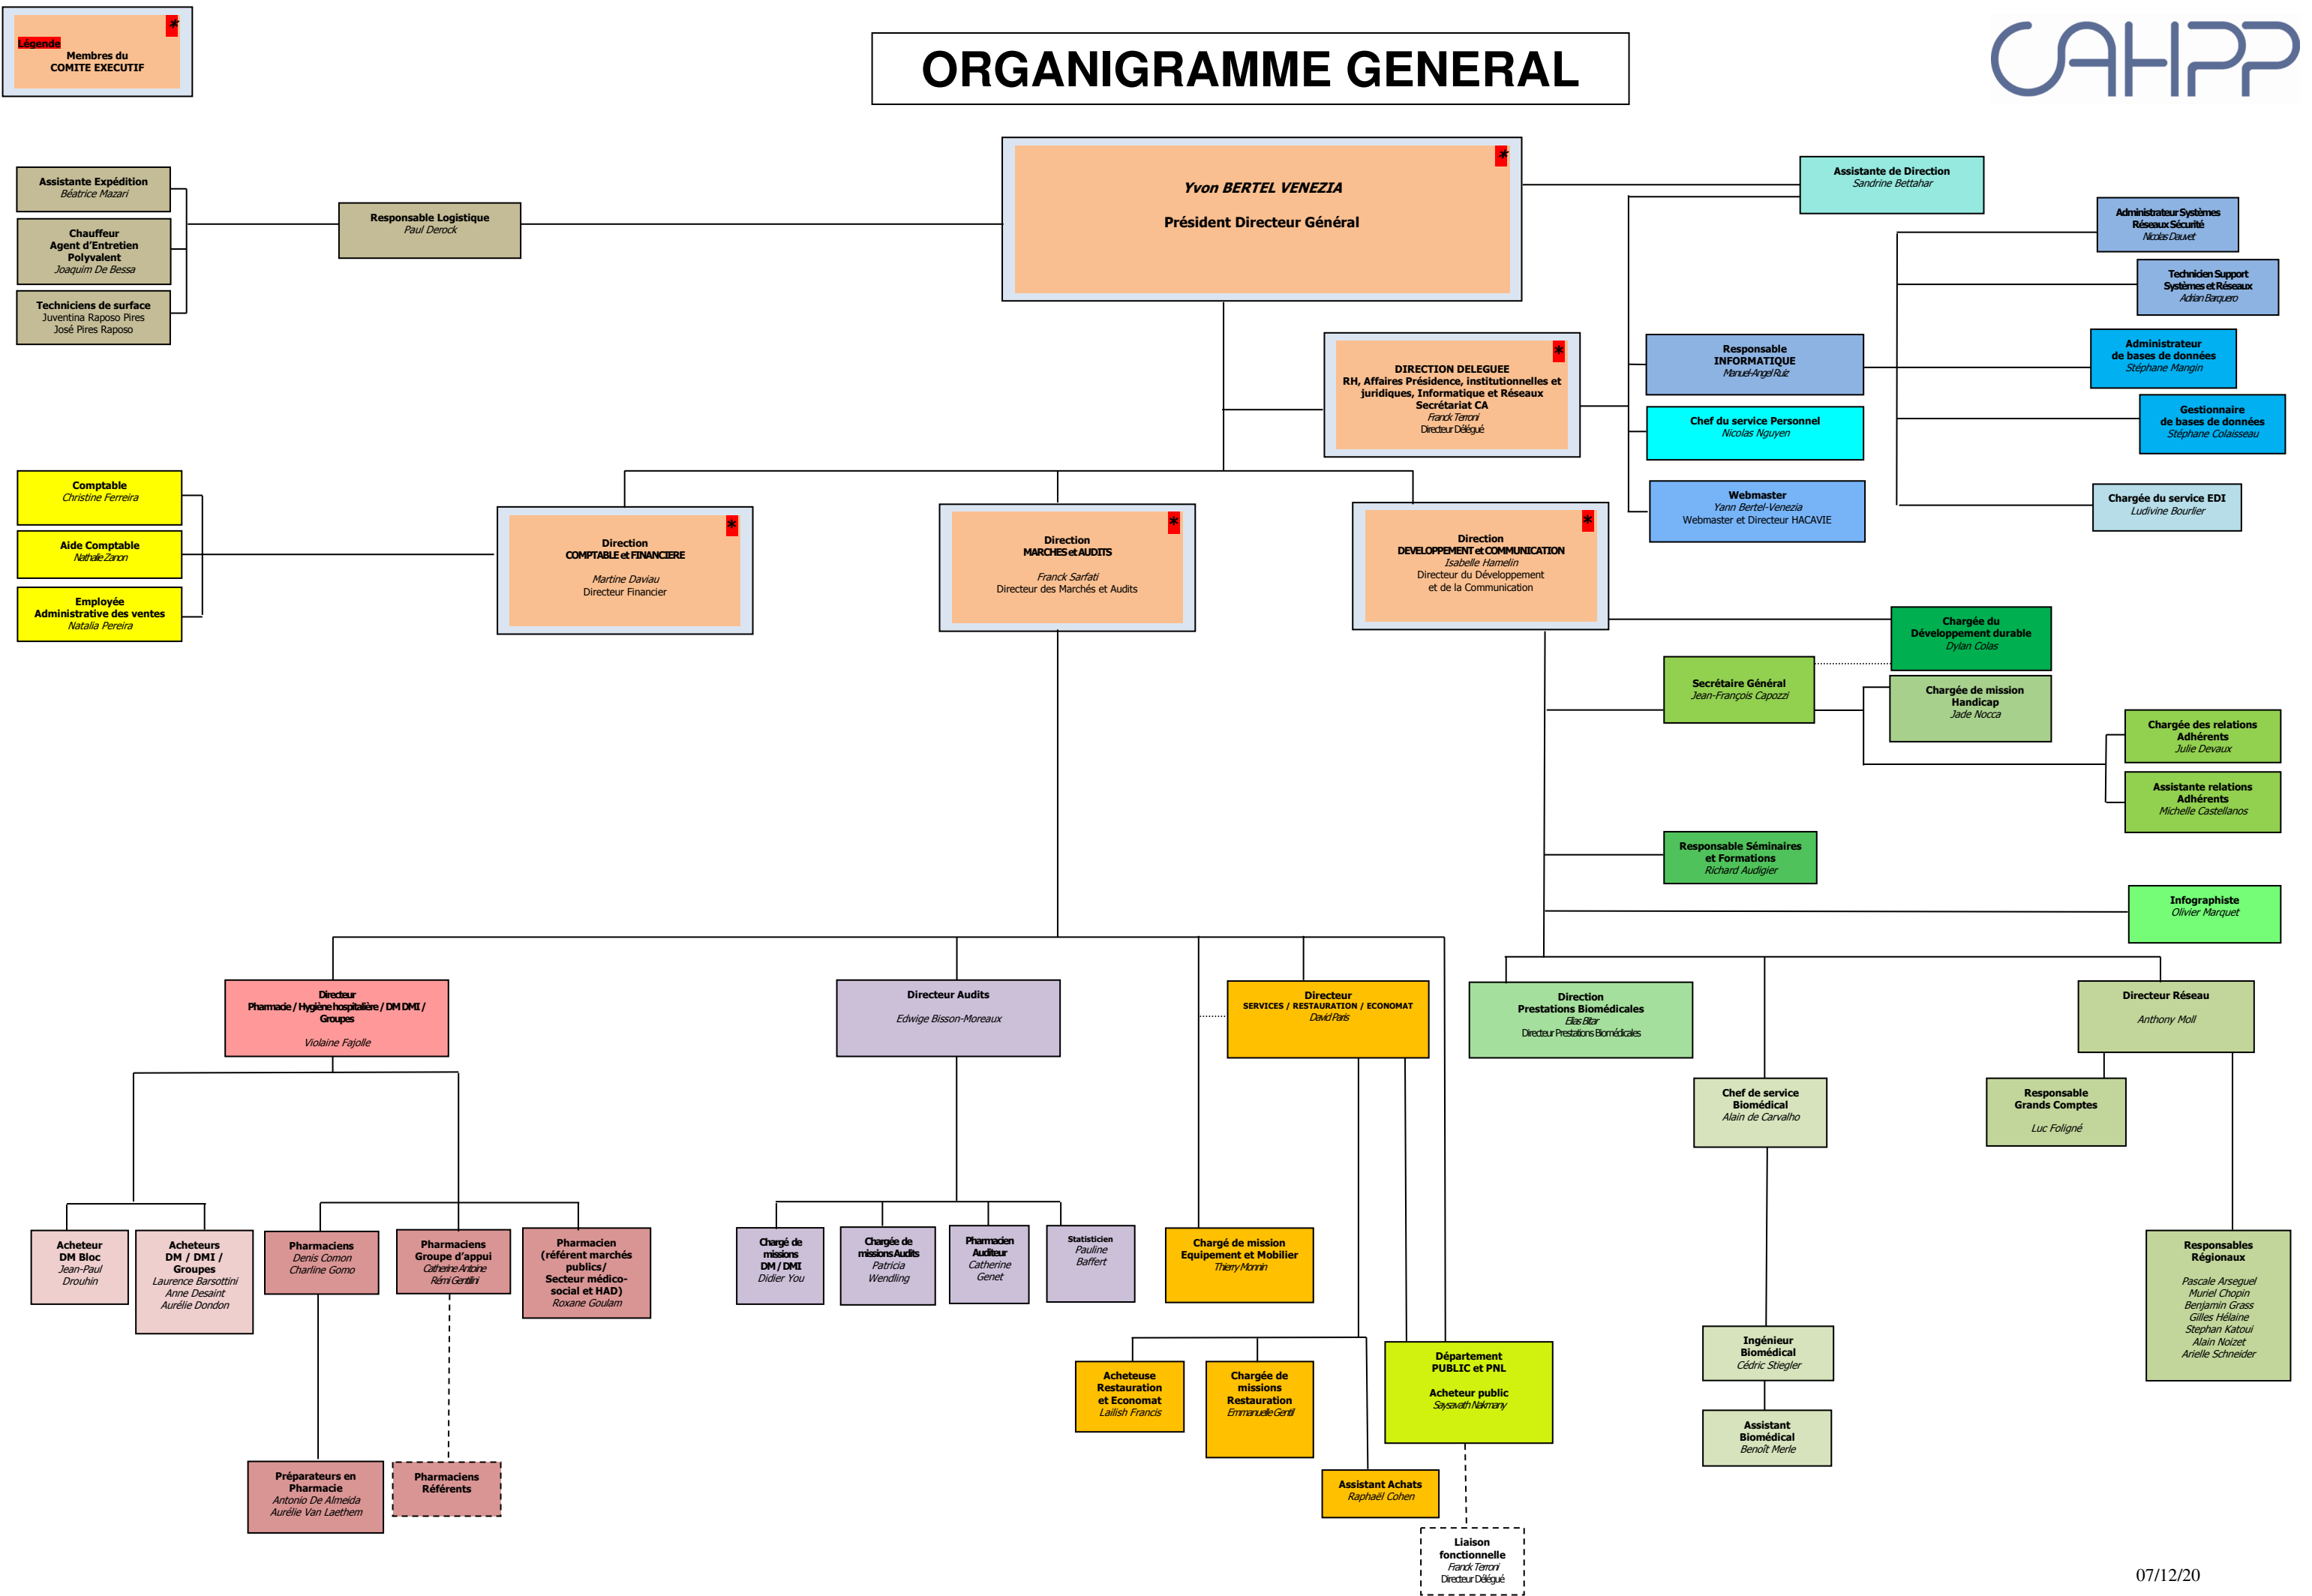 *
Légende
Membres du
COMITE EXECUTIF
ORGANIGRAMME GENERAL
CAHPP
*
Yvon BERTEL VENEZIA
Président Directeur Général
Assistante de Direction
Sandrine Bettahar
Assistante Expédition
Béatrice Mazari
Chauffeur
Agent d'Entretien
Polyvalent
Joaquim De Bessa
Techniciens de surface
Juventina Raposo Pires
José Pires Raposo
Responsable Logistique
Paul Derock
Administrateur Systèmes
Réseaux Sécurité
Nicolas Dauvet
Technicien Support
Systèmes et Réseaux
Adrian Barquero
Administrateur
de bases de données
Stéphane Mangin
Gestionnaire
de bases de données
Stéphane Colaisseau
Chargée du service EDI
Ludivine Bourlier
*
DIRECTION DELEGUEE
RH, Affaires Présidence, institutionnelles et
juridiques, Informatique et Réseaux
Secrétariat CA
Franck Terroni
Directeur Délégué
Responsable
INFORMATIQUE
Manuel-Angel Ruiz
Chef du service Personnel
Nicolas Nguyen
Webmaster
Yann Bertel-Venezia
Webmaster et Directeur HACAVIE
Comptable
Christine Ferreira
Aide Comptable
Nathalie Zanon
Employée
Administrative des ventes
Natalia Pereira
*
Direction
COMPTABLE et FINANCIERE
Martine Daviau
Directeur Financier
*
Direction
MARCHES et AUDITS
Franck Sarfati
Directeur des Marchés et Audits
*
Direction
DEVELOPPEMENT et COMMUNICATION
Isabelle Hamelin
Directeur du Développement
et de la Communication
Chargée du
Développement durable
Dylan Colas
Secrétaire Général
Jean-François Capozzi
Chargée de mission
Handicap
Jade Nocca
Chargée des relations
Adhérents
Julie Devaux
Assistante relations
Adhérents
Michelle Castellanos
Responsable Séminaires
et Formations
Richard Audigier
Infographiste
Olivier Marquet
Directeur
Pharmacie / Hygiène hospitalière / DM DMI /
Groupes
Violaine Fajolle
Directeur Audits
Edwige Bisson-Moreaux
Directeur
SERVICES / RESTAURATION / ECONOMAT
David Paris
Direction
Prestations Biomédicales
Elias Bitar
Directeur Prestations Biomédicales
Directeur Réseau
Anthony Moll
Chef de service
Biomédical
Alain de Carvalho
Responsable
Grands Comptes
Luc Foligné
Acheteur
DM Bloc
Jean-Paul
Drouhin
Acheteurs
DM / DMI /
Groupes
Laurence Barsottini
Anne Desaint
Aurélie Dondon
Pharmaciens
Denis Comon
Charline Gomo
Pharmaciens
Groupe d'appui
Catherine Antoine
Rémi Gentilini
Pharmacien
(référent marchés
publics/
Secteur médico-
social et HAD)
Roxane Goulam
Chargé de
missions
DM / DMI
Didier You
Chargée de
missions Audits
Patricia
Wendling
Pharmacien
Auditeur
Catherine
Genet
Statisticien
Pauline
Baffert
Chargé de mission
Equipement et Mobilier
Thierry Monnin
Responsables
Régionaux
Pascale Arseguel
Muriel Chopin
Benjamin Grass
Gilles Hélaine
Stephan Katoui
Alain Noizet
Arielle Schneider
Acheteuse
Restauration
et Economat
Lailish Francis
Chargée de
missions
Restauration
Emmanuelle Gentil
Département
PUBLIC et PNL
Acheteur public
Saysavath Nakmany
Ingénieur
Biomédical
Cédric Stiegler
Assistant
Biomédical
Benoît Merle
Préparateurs en
Pharmacie
Antonio De Almeida
Aurélie Van Laethem
Pharmaciens
Référents
Assistant Achats
Raphaël Cohen
Liaison
fonctionnelle
Franck Terroni
Directeur Délégué
07/12/20